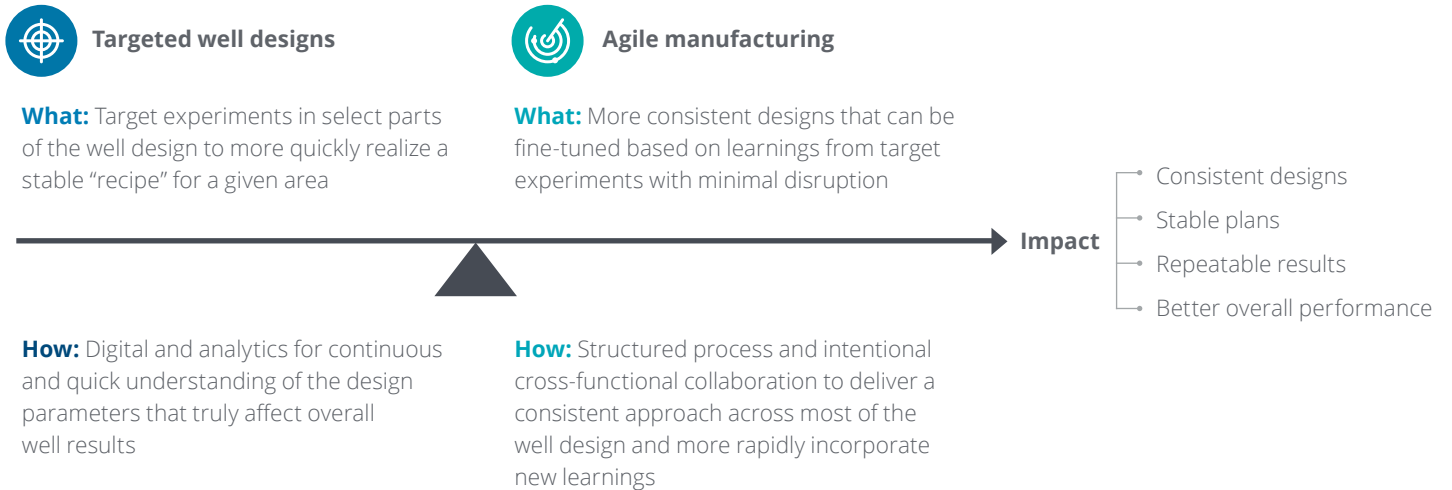 Targeted well designs
What: Target experiments in select parts
of the well design to more quickly realize a
stable “recipe” for a given area
How: Digital and analytics for continuous
and quick understanding of the design
parameters that truly affect overall
well results
Agile manufacturing
What: More consistent designs that can be
fine-tuned based on learnings from target
experiments with minimal disruption
How: Structured process and intentional
cross-functional collaboration to deliver a
consistent approach across most of the
well design and more rapidly incorporate
new learnings
Impact
Consistent designs
Stable plans
Repeatable results
Better overall performance